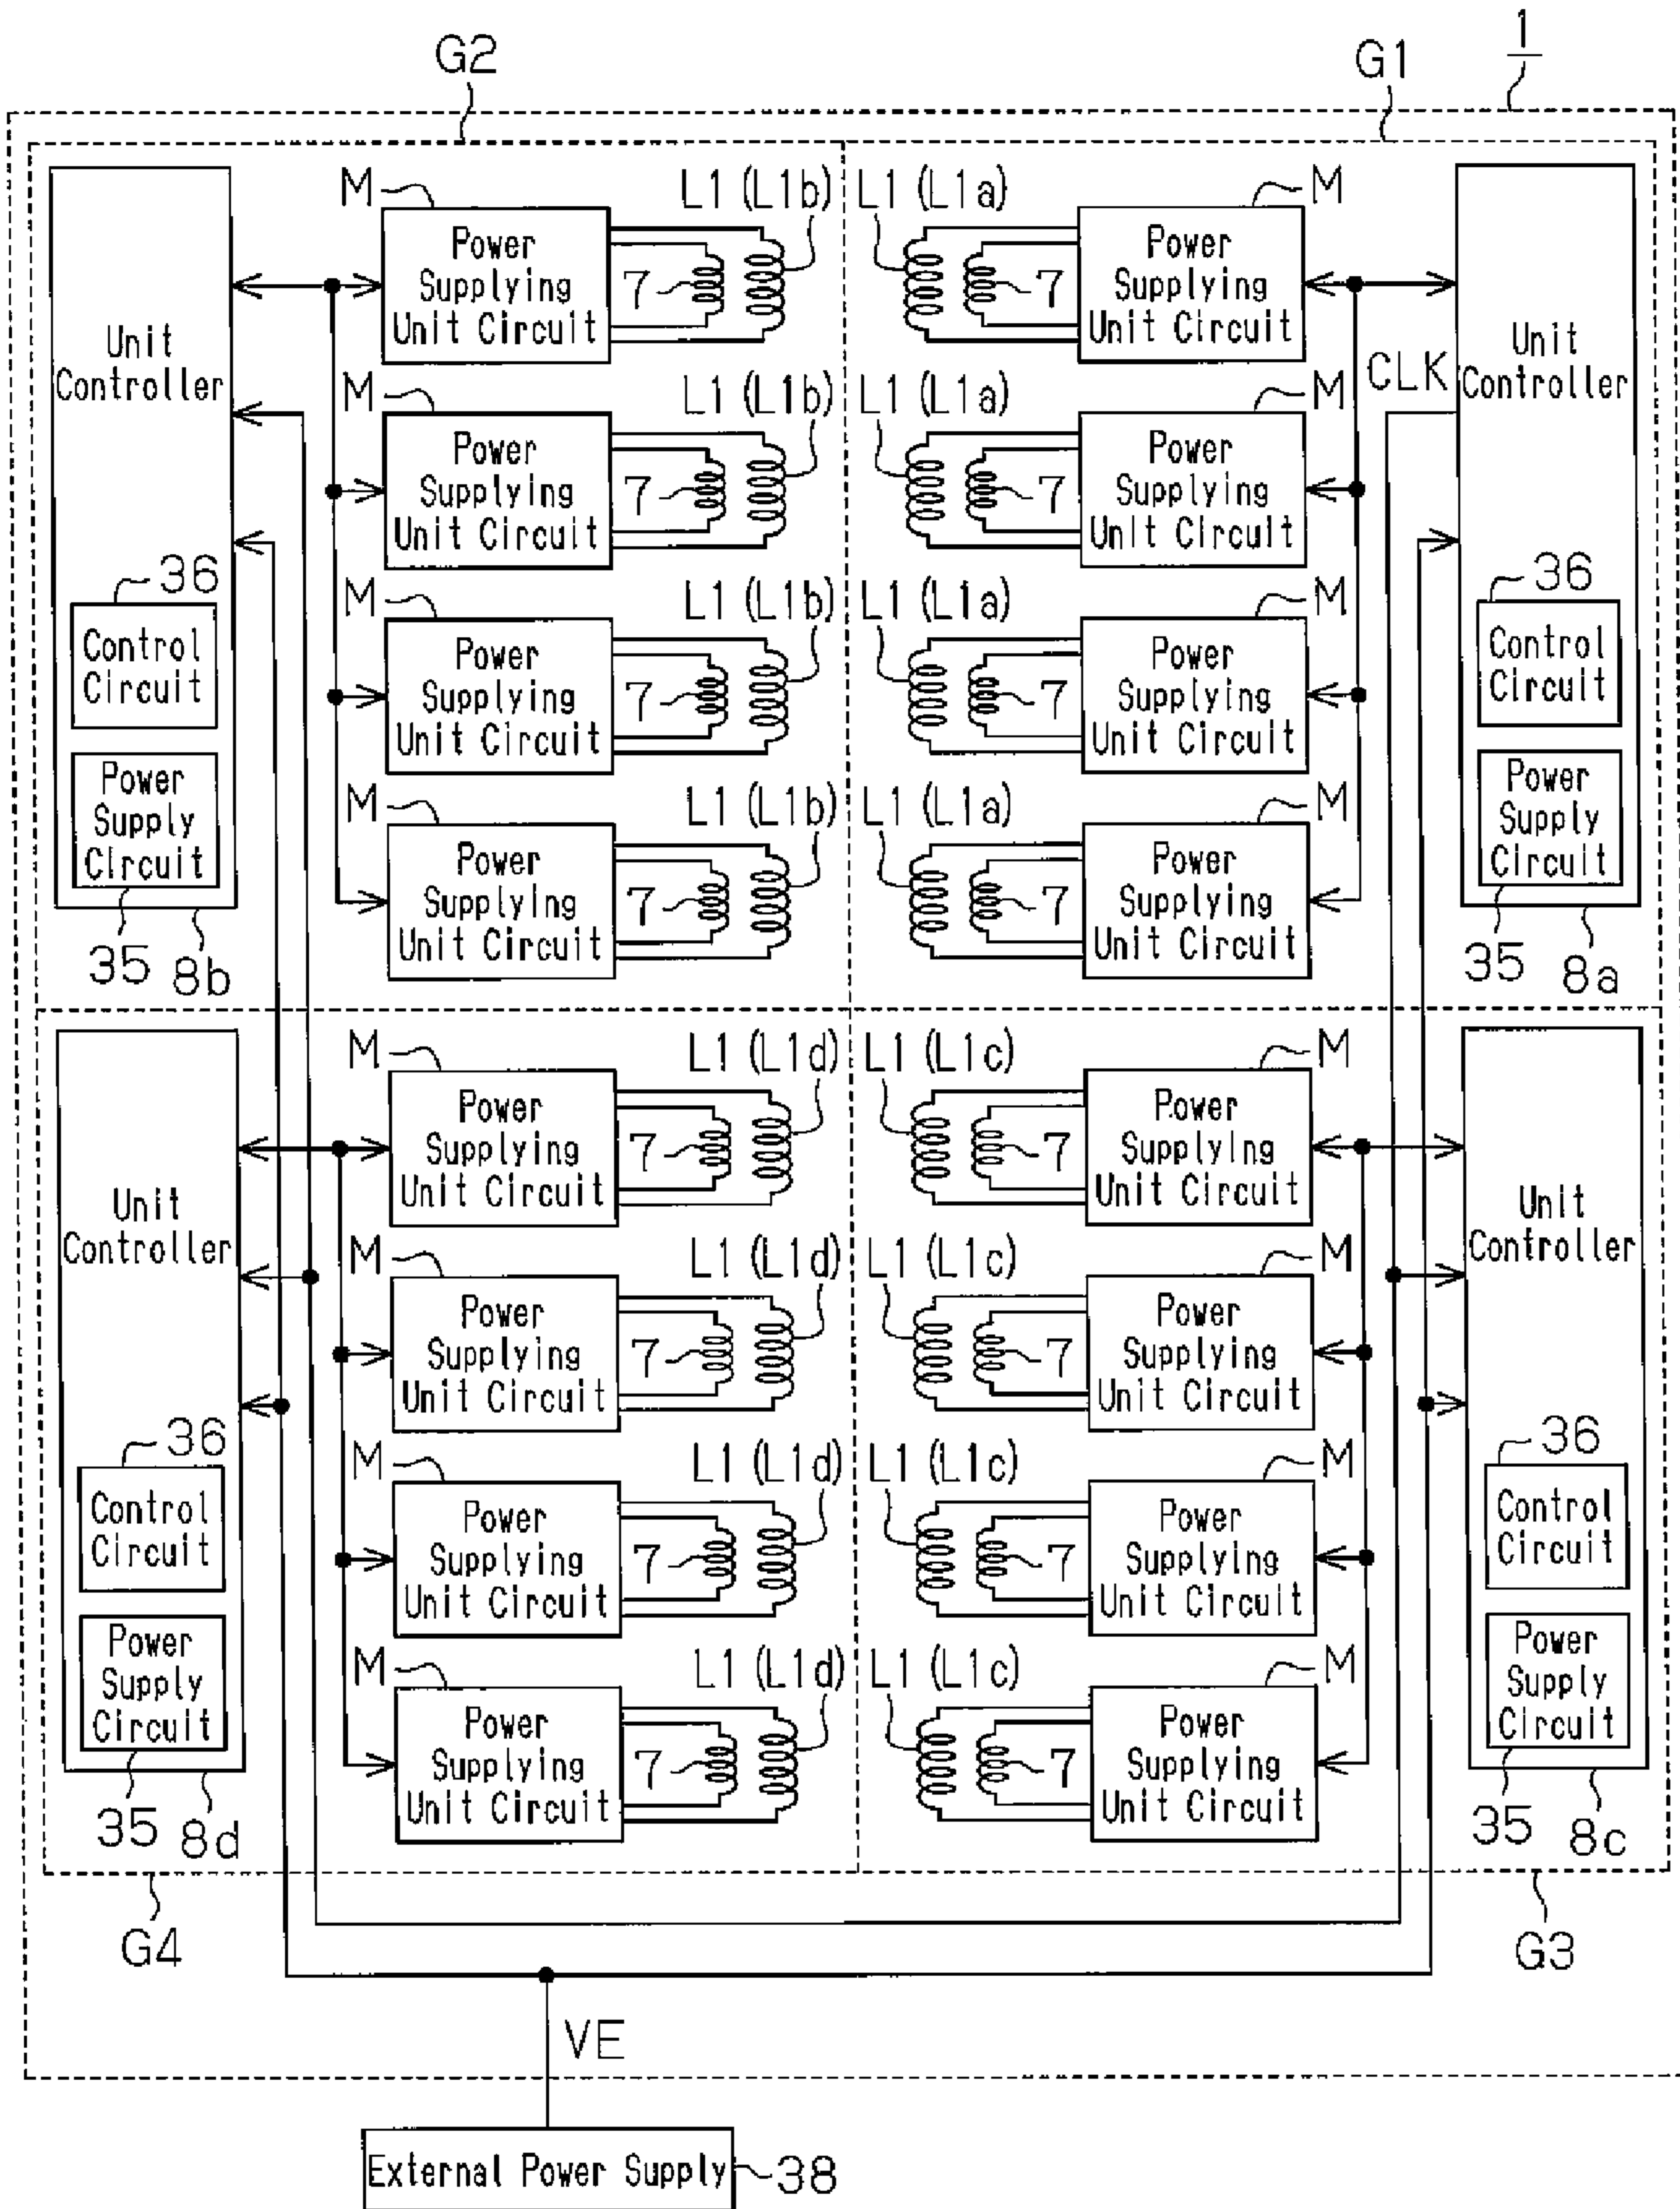 1
G2
G1
M
L1 (L1b)
L1 (L1a)
M
Power
Supplying
Unit Circuit
7
7
Power
Supplying
Unit Circuit
Unit
Controller
Unit
Controller
CLK
M
L1 (L1b)
L1 (L1a)
M
Power
Supplying
Unit Circuit
7
7
Power
Supplying
Unit Circuit
36
36
M
L1 (L1b)
L1 (L1a)
M
Control
Circuit
Power
Supplying
Unit Circuit
7
7
Power
Supplying
Unit Circuit
Control
Circuit
Power
Supply
Circuit
M
L1 (L1b)
L1 (L1a)
M
Power
Supply
Circuit
Power
Supplying
Unit Circuit
7
7
Power
Supplying
Unit Circuit
35
8b
35
8a
M
L1 (L1d)
L1 (L1c)
M
Power
Supplying
Unit Circuit
7
7
Power
Supplying
Unit Circuit
Unit
Controller
Unit
Controller
M
L1 (L1d)
L1 (L1c)
M
Power
Supplying
Unit Circuit
7
7
Power
Supplying
Unit Circuit
36
36
M
L1 (L1d)
L1 (L1c)
M
Control
Circuit
Power
Supplying
Unit Circuit
7
7
Power
Supplying
Unit Circuit
Control
Circuit
Power
Supply
Circuit
M
L1 (L1d)
L1 (L1c)
M
Power
Supply
Circuit
Power
Supplying
Unit Circuit
7
7
Power
Supplying
Unit Circuit
35
8d
35
8c
G4
G3
VE
External Power Supply
38